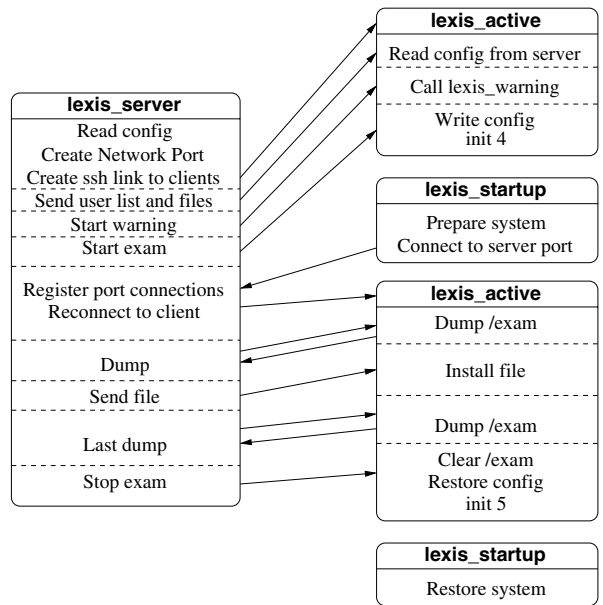 lexis_server
Read config
Create Network Port
Create ssh link to clients
Send user list and files
Start warning
Start exam
Register port connections
Reconnect to client
Dump
Send file
Last dump
Stop exam
lexis_active
Read config from server
Call lexis_warning
Write config
init 4
lexis_startup
Prepare system
Connect to server port
lexis_active
Dump /exam
Install file
Dump /exam
Clear /exam
Restore config
init 5
lexis_startup
Restore system